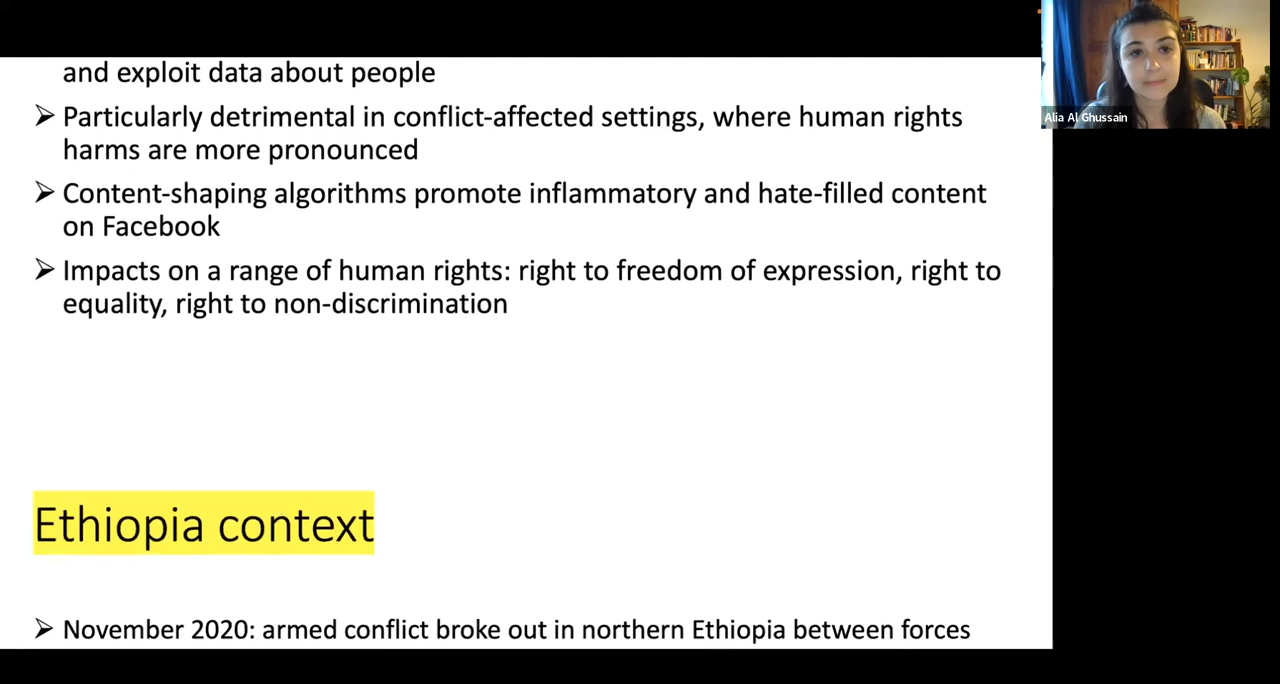 and exploit data about people
➢ Particularly detrimental in conflict-affected settings, where human rights
harms are more pronounced
➢ Content-shaping algorithms promote inflammatory and hate-filled content
on Facebook
➢ Impacts on a range of human rights: right to freedom of expression, right to
equality, right to non-discrimination
Ethiopia context
➢ November 2020: armed conflict broke out in northern Ethiopia between forces
Alia Al Ghussain